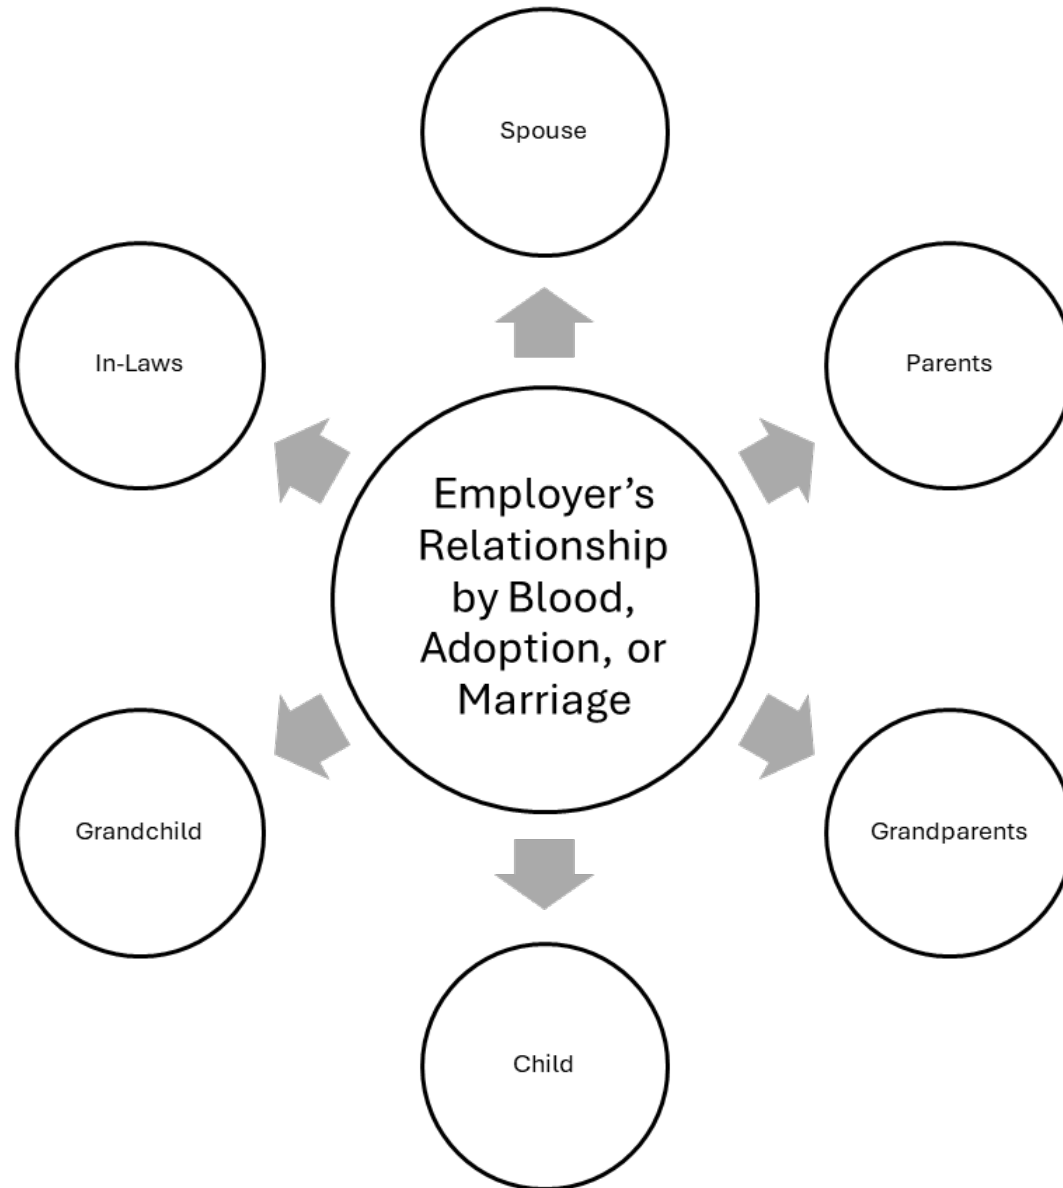 Spouse
In-Laws
Parents
Employer’s
Relationship
by Blood,
Adoption, or
Marriage
Grandchild
Grandparents
Child